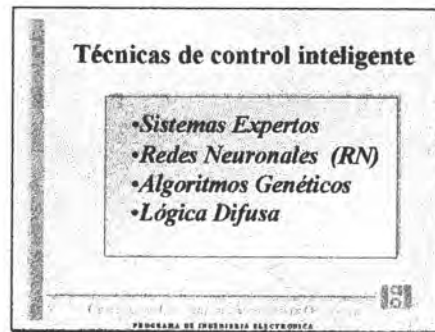 Técnicas de control inteligente
•Sistemas Expertos
•Redes Neuronales (RN)
•Algoritmos Genéticos
•Lógica Difusa
PROGRAMA DE INGENIERIA ELECTRONICA